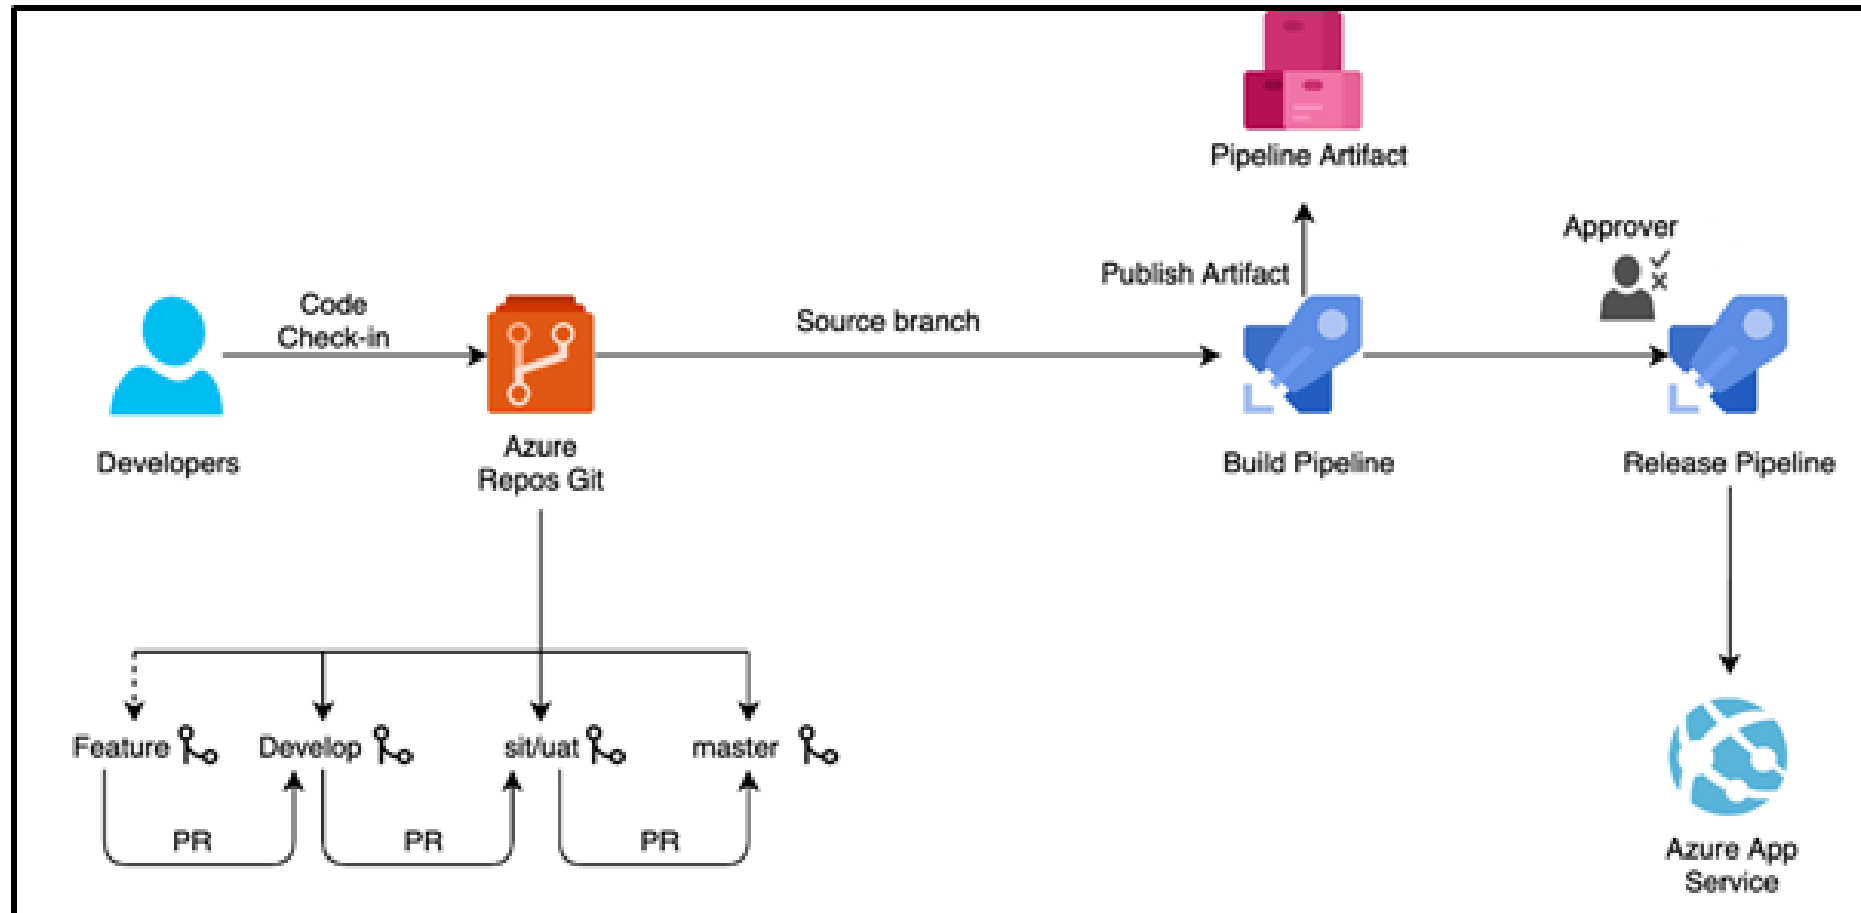 Pipeline Artifact
Approver
Publish Artifact
Code
Check-in
Source branch
Developers
Azure
Repos Git
Build Pipeline
Release Pipeline
Feature
Develop
sit/uat
master
PR
PR
PR
Azure App
Service